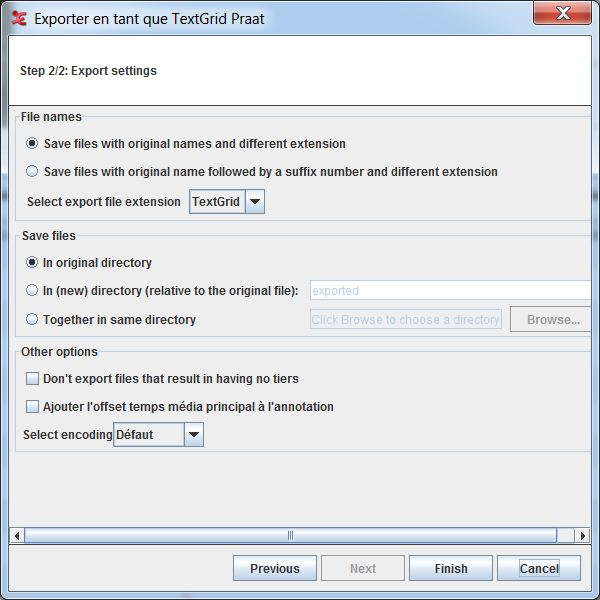 Exporter en tant que TextGrid Praat
Step 2/2: Export settings
File names
Save files with original names and different extension
Save files with original name followed by a suffix number and different extension
Select export file extension TextGrid
Save files
In original directory
In (new) directory (relative to the original file): exported
Together in same directory Click Browse to choose a directory Browse...
Other options
Don't export files that result in having no tiers
Ajouter l'offset temps média principal à l'annotation
Select encoding Défaut
Previous Next Finish Cancel